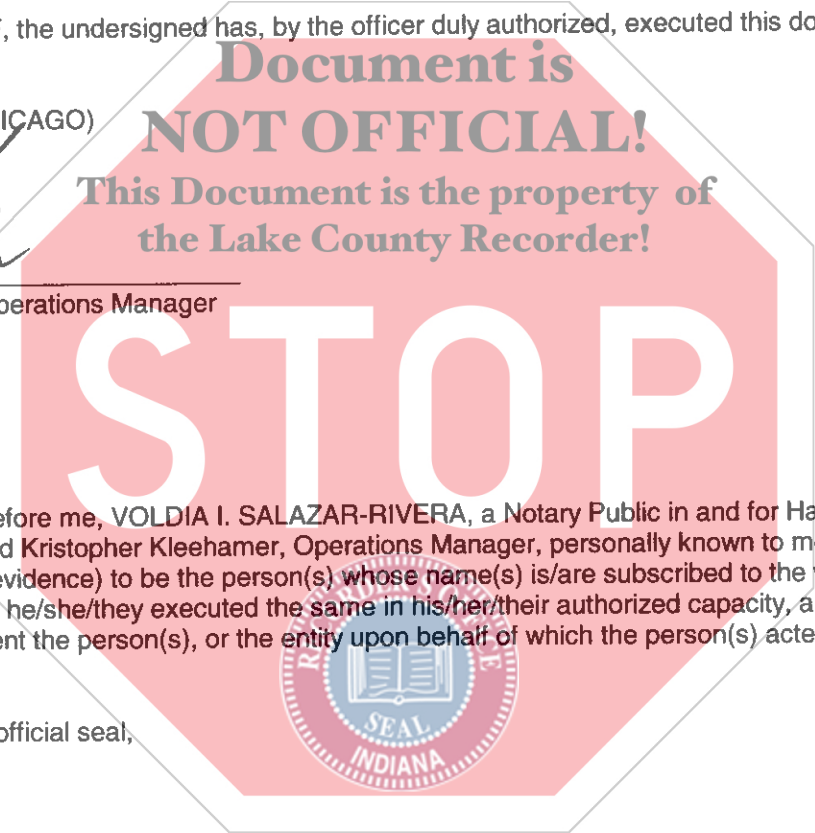 , the undersigned has, by the officer duly authorized, executed this do
Document is
ICAGO)
NOT OFFICIAL!
This Document is the property of
the Lake County Recorder!
perations Manager
STOP
efore me, VOLDIA I. SALAZAR-RIVERA, a Notary Public in and for Ha
d Kristopher Kleehamer, Operations Manager, personally known to m
evidence) to be the person(s) whose name(s) is/are subscribed to the
he/she/they executed the same in his/her/their authorized capacity, a
ent the person(s), or the entity upon behalf of which the person(s) acte
RECORDER'S OFFICE
SEAL
INDIANA
official seal,